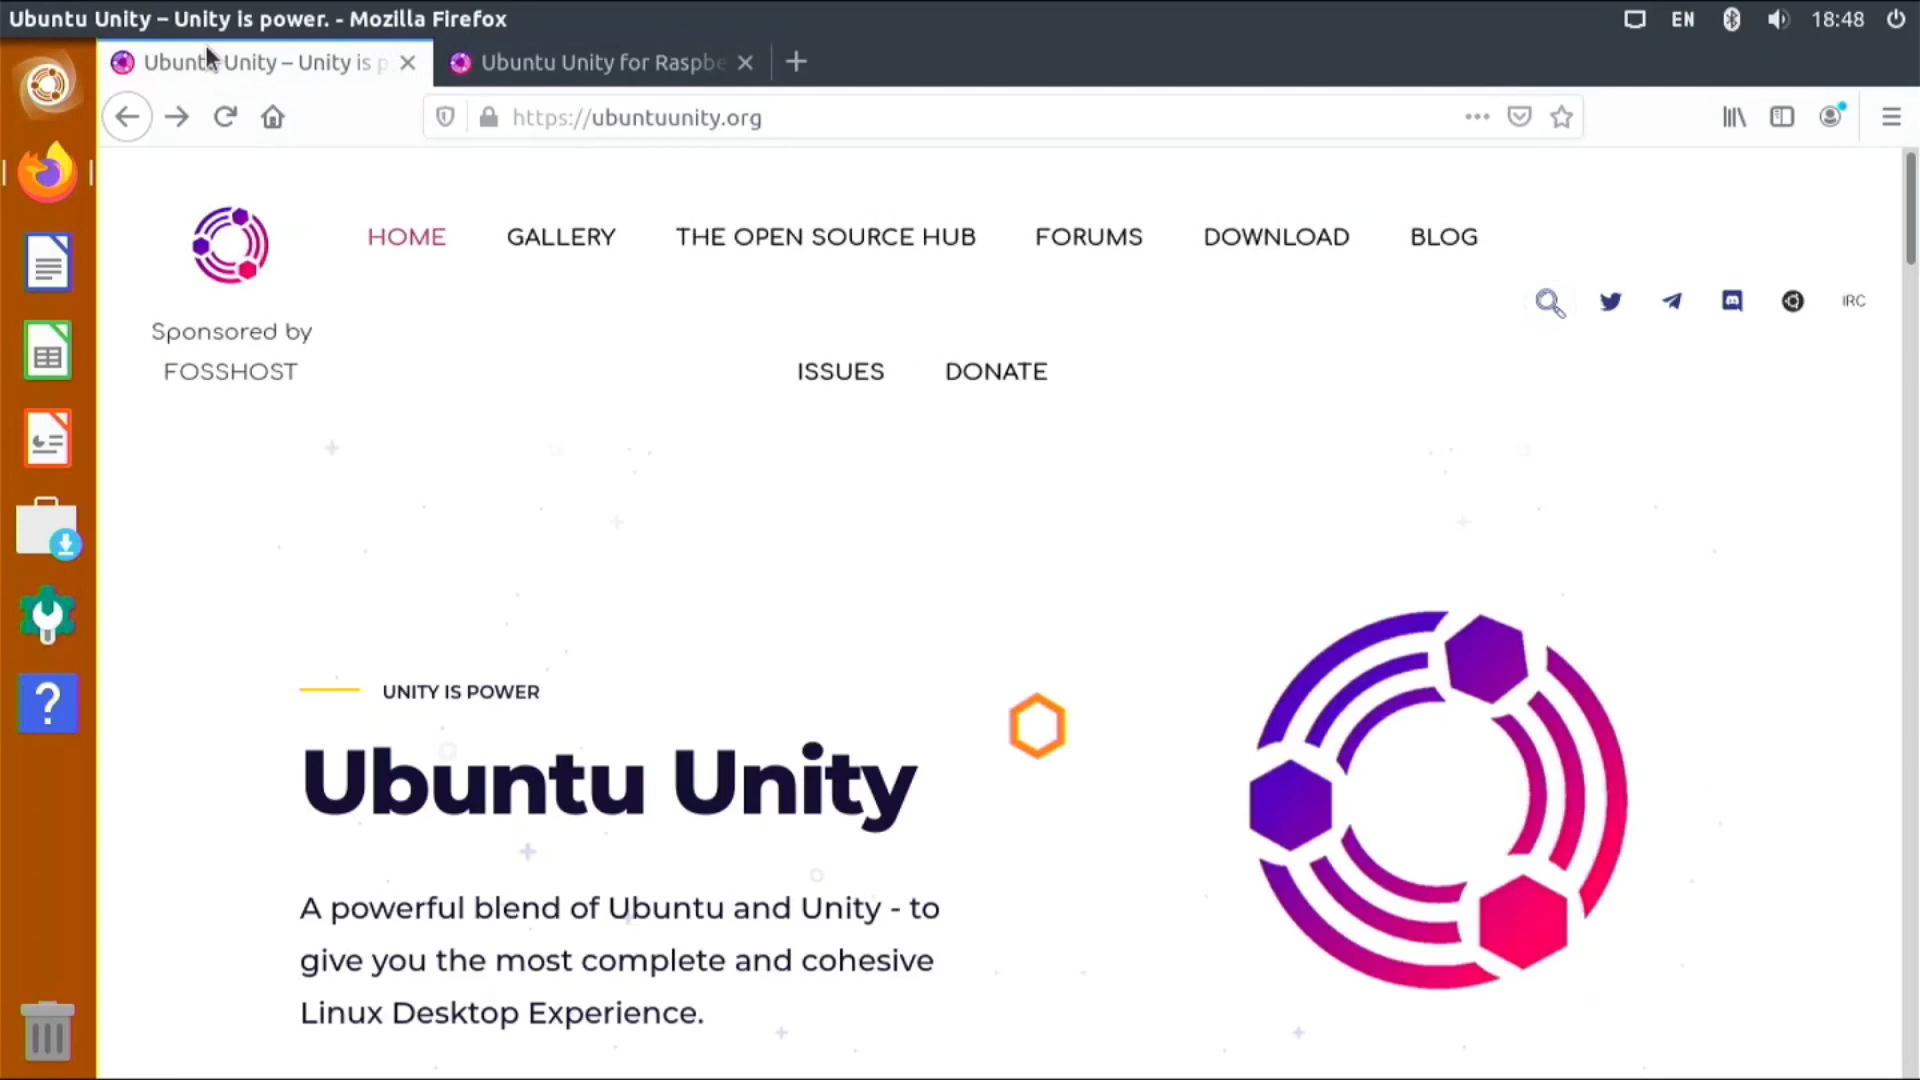 Ubuntu Unity – Unity is power. - Mozilla Firefox
EN
18:48
Ubuntu Unity – Unity is p
Ubuntu Unity for Raspbe
https://ubuntuunity.org
HOME
GALLERY
THE OPEN SOURCE HUB
FORUMS
DOWNLOAD
BLOG
IRC
Sponsored by
FOSSHOST
ISSUES
DONATE
UNITY IS POWER
Ubuntu Unity
A powerful blend of Ubuntu and Unity - to
give you the most complete and cohesive
Linux Desktop Experience.